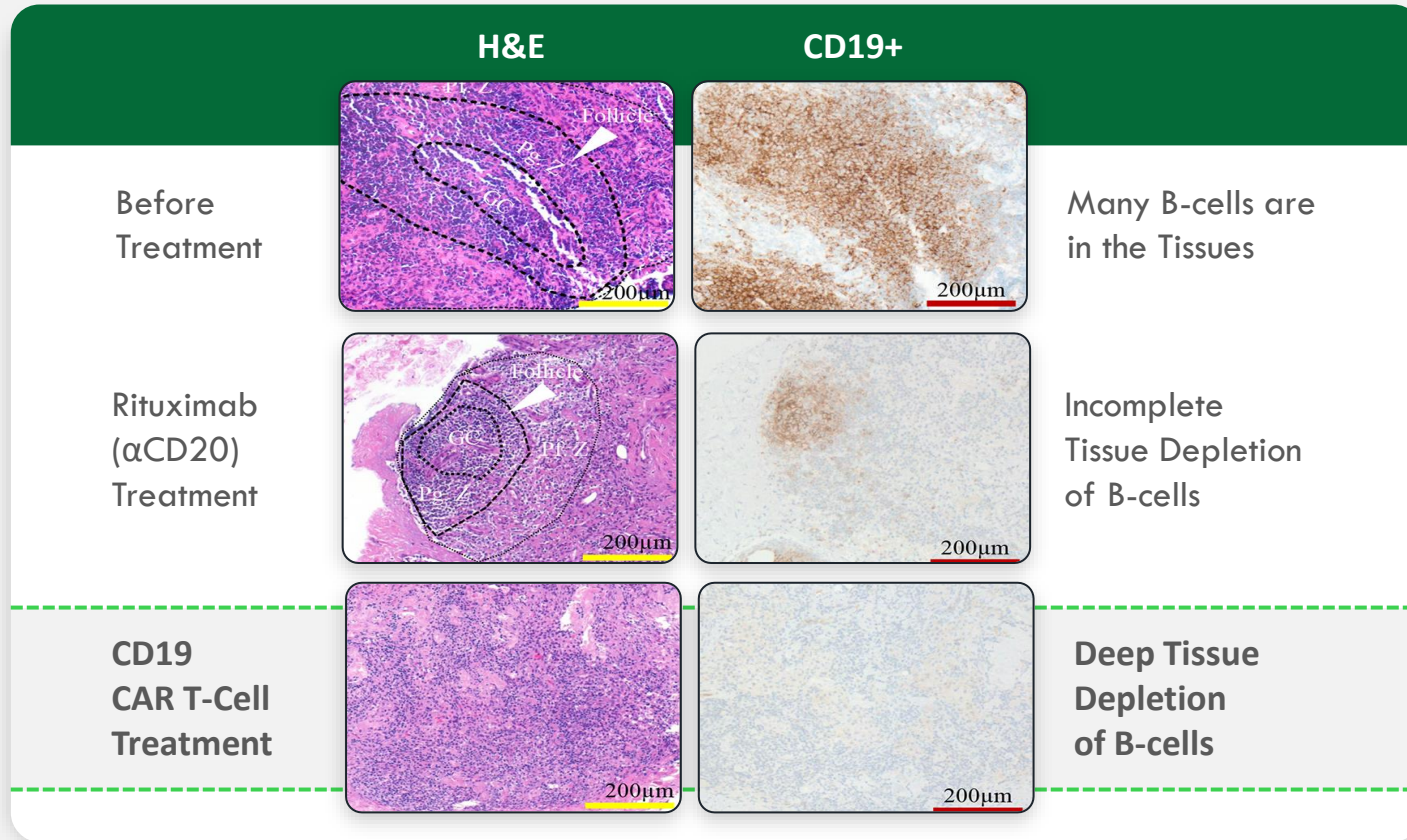 H&E
CD19+
Pf Z
Follicle
Pg Z
GC
200μm
200μm
Before
Treatment
Many B-cells are
in the Tissues
Follicle
GC
Pf Z
Pg Z
200μm
200μm
Rituximab
(αCD20)
Treatment
Incomplete
Tissue Depletion
of B-cells
200μm
200μm
CD19
CAR T-Cell
Treatment
Deep Tissue
Depletion
of B-cells